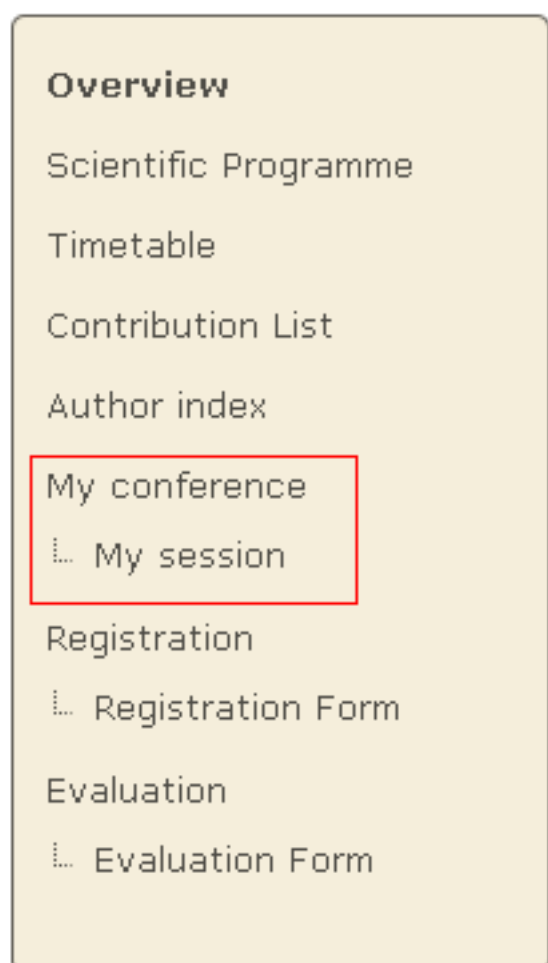 Overview
Scientific Programme
Timetable
Contribution List
Author index
My conference
My session
Registration
Registration Form
Evaluation
Evaluation Form